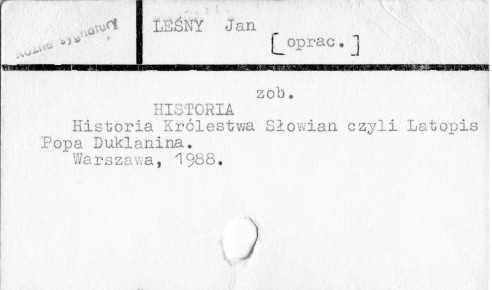 Różne sygnatury
LEŚNY Jan
[oprac.]
zob.
HISTORIA
Historia Królestwa Słowian czyli Latopis
Popa Duklanina.
Warszawa, 1988.